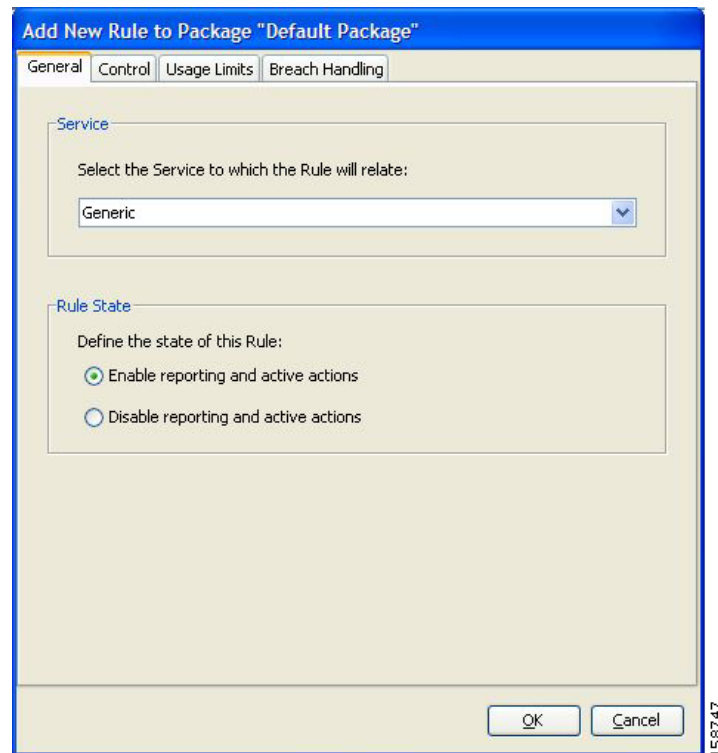 Add New Rule to Package "Default Package"
General Control Usage Limits Breach Handling
Service
Select the Service to which the Rule will relate:
Generic
Rule State
Define the state of this Rule:
Enable reporting and active actions
Disable reporting and active actions
OK Cancel
58747